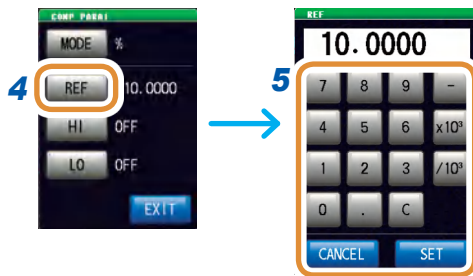 COMP PARA1
MODE %
4 REF 10.0000
HI OFF
LO OFF
EXIT
REF
10.0000
5
7 8 9 -
4 5 6 x10³
1 2 3 /10³
0 . C
CANCEL SET